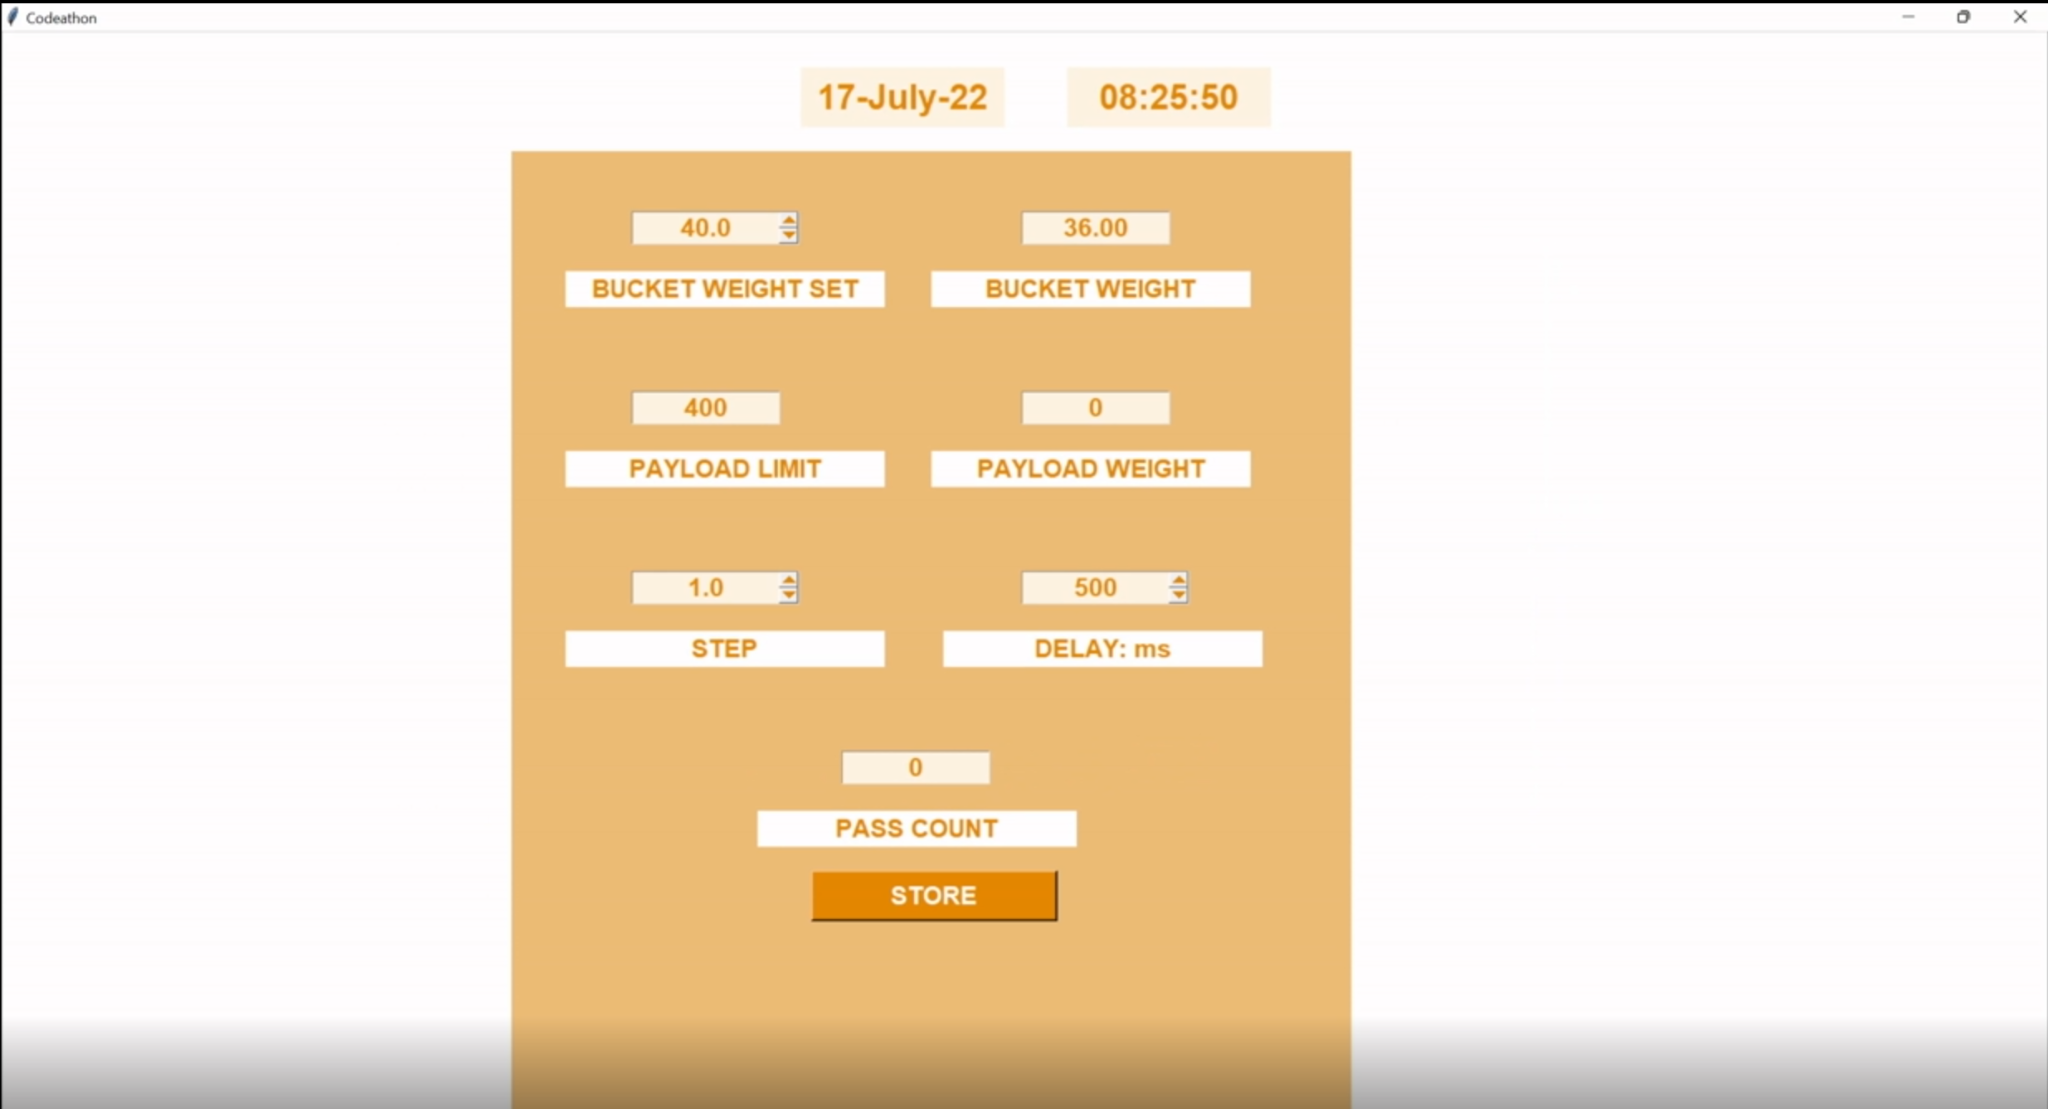 Codeathon
17-July-22 08:25:50
40.0 36.00
BUCKET WEIGHT SET BUCKET WEIGHT
400 0
PAYLOAD LIMIT PAYLOAD WEIGHT
1.0 500
STEP DELAY: ms
0
PASS COUNT
STORE